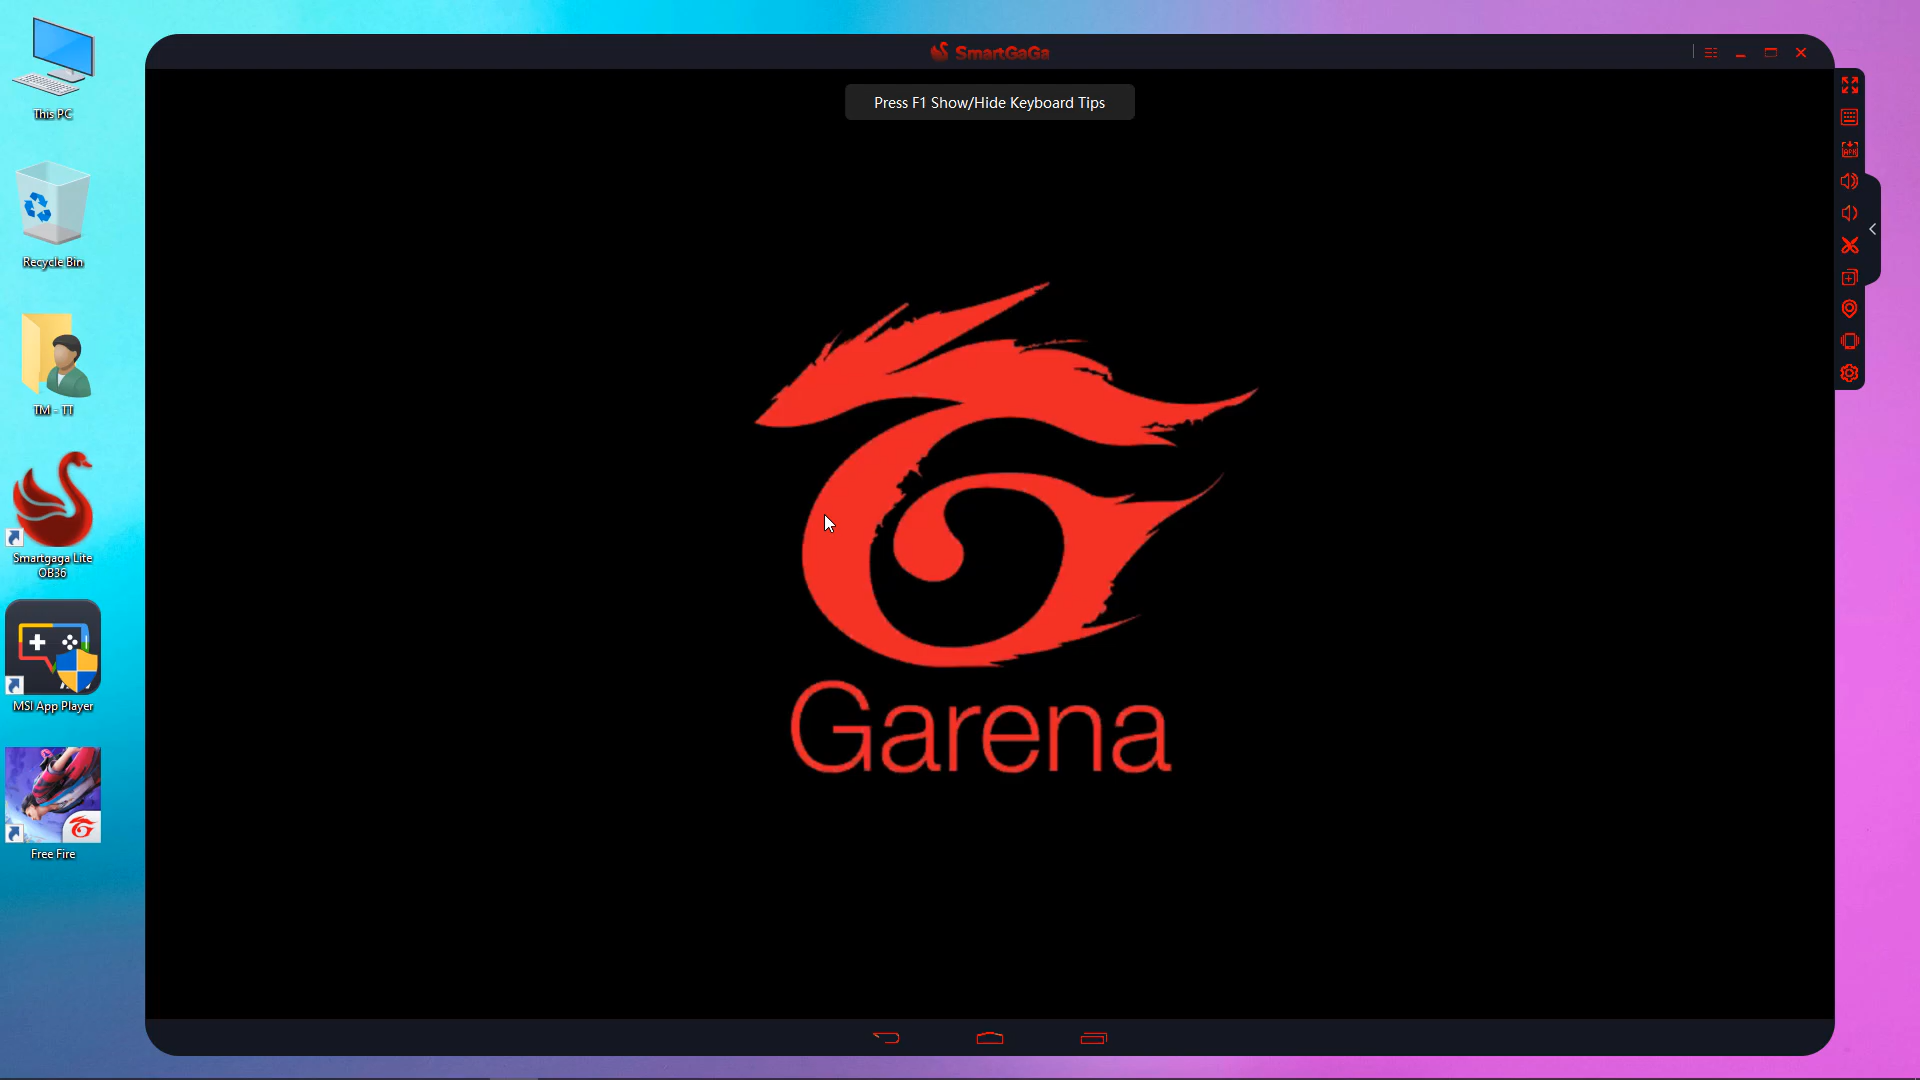 SmartGaGa
Press F1 Show/Hide Keyboard Tips
This PC
Recycle Bin
TM - TT
Smartgaga Lite
OB36
MSI App Player
Free Fire
APK
Garena